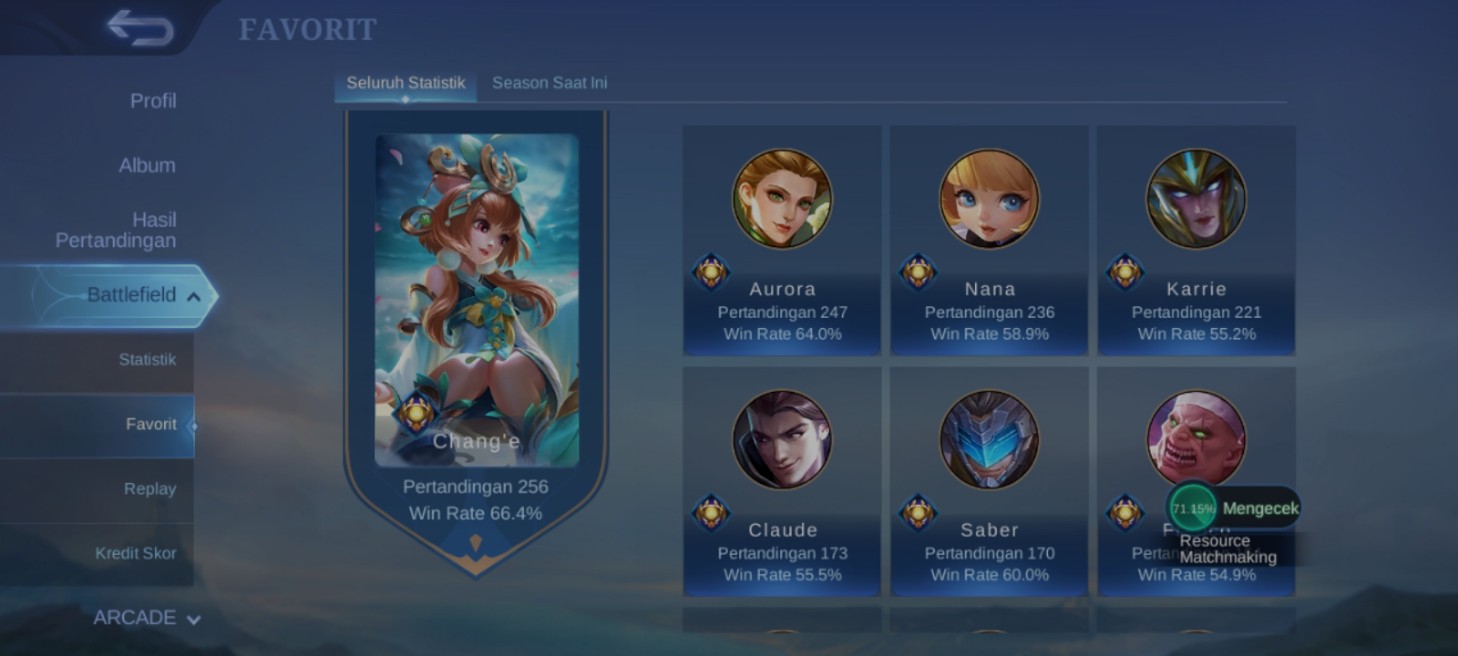 FAVORIT
Profil
Album
Hasil
Pertandingan
Battlefield
Statistik
Favorit
Replay
Kredit Skor
ARCADE
Seluruh Statistik
Season Saat Ini
Chang'e
Pertandingan 256
Win Rate 66.4%
Aurora
Pertandingan 247
Win Rate 64.0%
Nana
Pertandingan 236
Win Rate 58.9%
Karrie
Pertandingan 221
Win Rate 55.2%
Claude
Pertandingan 173
Win Rate 55.5%
Saber
Pertandingan 170
Win Rate 60.0%
71.15%
Mengecek
Resource
Matchmaking
Win Rate 54.9%